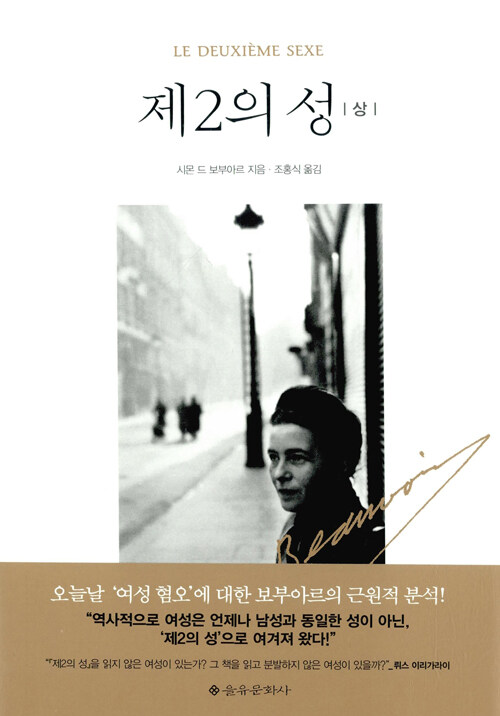 LE DEUXIÈME SEXE
제2의 성 | 상 |
시몬 드 보부아르 지음 · 조홍식 옮김
Beauvoir
오늘날 ‘여성 혐오’에 대한 보부아르의 근원적 분석!
“역사적으로 여성은 언제나 남성과 동일한 성이 아닌,
‘제2의 성’으로 여겨져 왔다!”
“『제2의 성』을 읽지 않은 여성이 있는가? 그 책을 읽고 분발하지 않은 여성이 있을까?”_뤼스 이리가라이
을유문화사